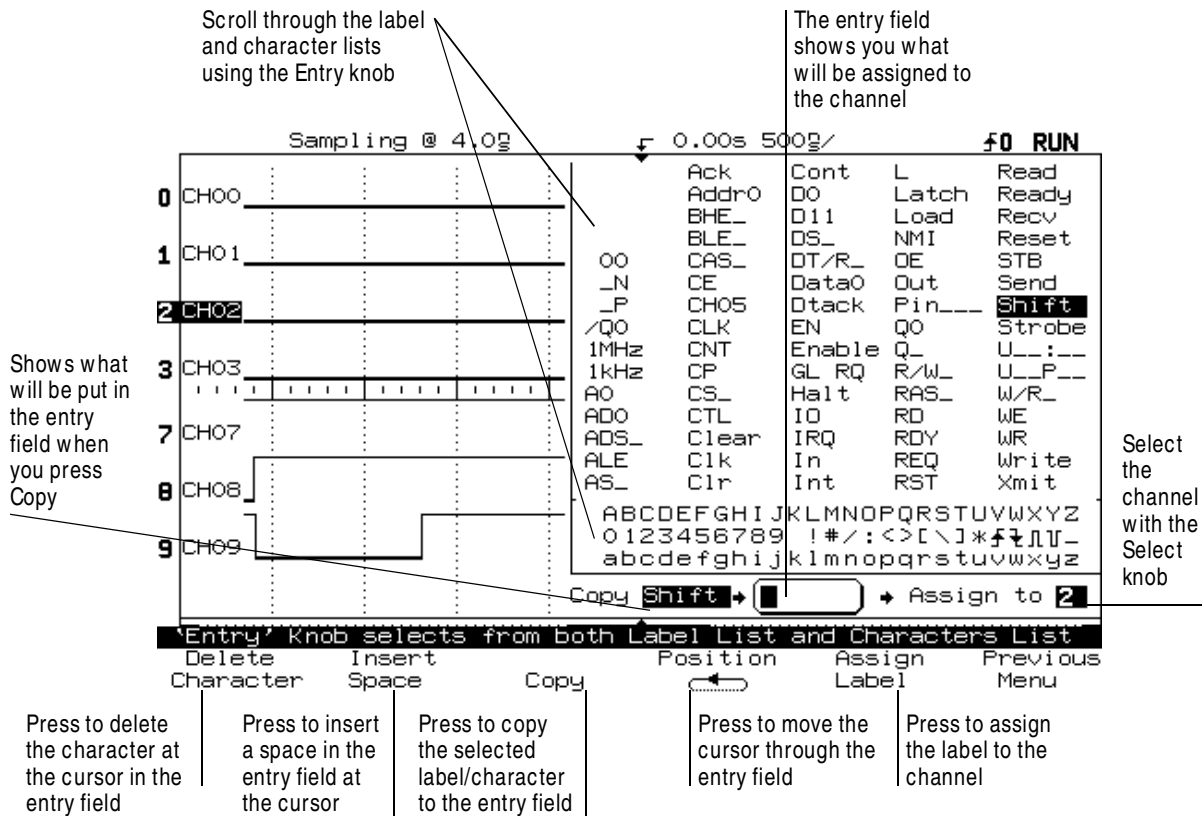 Scroll through the label
and character lists
using the Entry knob
The entry field
shows you what
will be assigned to
the channel
Sampling @ 4.0n̲s̲ 0.00s 500n̲s̲/ 0 RUN
0 CH00
1 CH01
2 CH02
3 CH03
7 CH07
8 CH08
9 CH09
Ack Cont L Read
Addr0 D0 Latch Ready
BHE_ D11 Load Recv
BLE_ DS_ NMI Reset
00 CAS_ DT/R_ OE STB
_N CE Data0 Out Send
_P CH05 Dtack Pin___ Shift
/Q0 CLK EN Q0 Strobe
1MHz CNT Enable Q_ U__:__
1kHz CP GL RQ R/W_ U__P__
A0 CS_ Halt RAS_ W/R_
AD0 CTL IO RD WE
ADS_ Clear IRQ RDY WR
ALE Clk In REQ Write
AS_ Clr Int RST Xmit
ABCDEFGHIJKLMNOPQRSTUVWXYZ
0123456789 !#/:<>[\]*_
abcdefghijklmnopqrstuvwxyz
Copy Shift → → Assign to 2
Shows what
will be put in
the entry
field when
you press
Copy
Select
the
channel
with the
Select
knob
'Entry' Knob selects from both Label List and Characters List
Delete Character
Insert Space
Copy
Position
Assign Label
Previous Menu
Press to delete
the character at
the cursor in the
entry field
Press to insert
a space in the
entry field at
the cursor
Press to copy
the selected
label/character
to the entry field
Press to move the
cursor through the
entry field
Press to assign
the label to the
channel